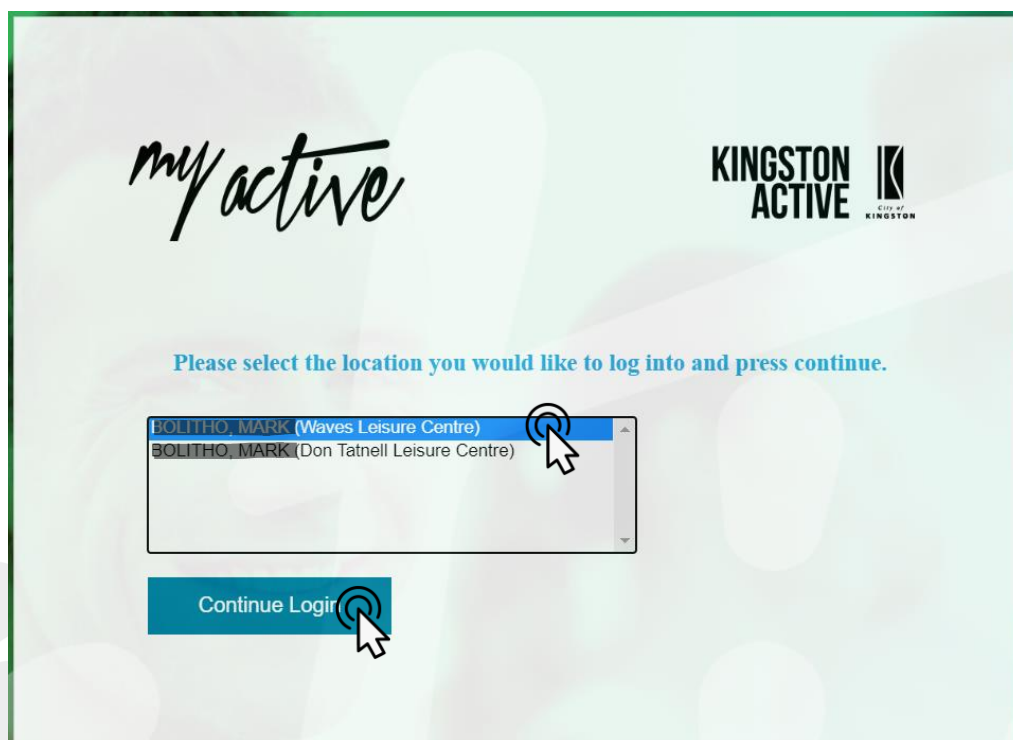 my active
KINGSTON
ACTIVE
City of
KINGSTON
Please select the location you would like to log into and press continue.
BOLITHO, MARK (Waves Leisure Centre)
BOLITHO, MARK (Don Tatnell Leisure Centre)
Continue Login